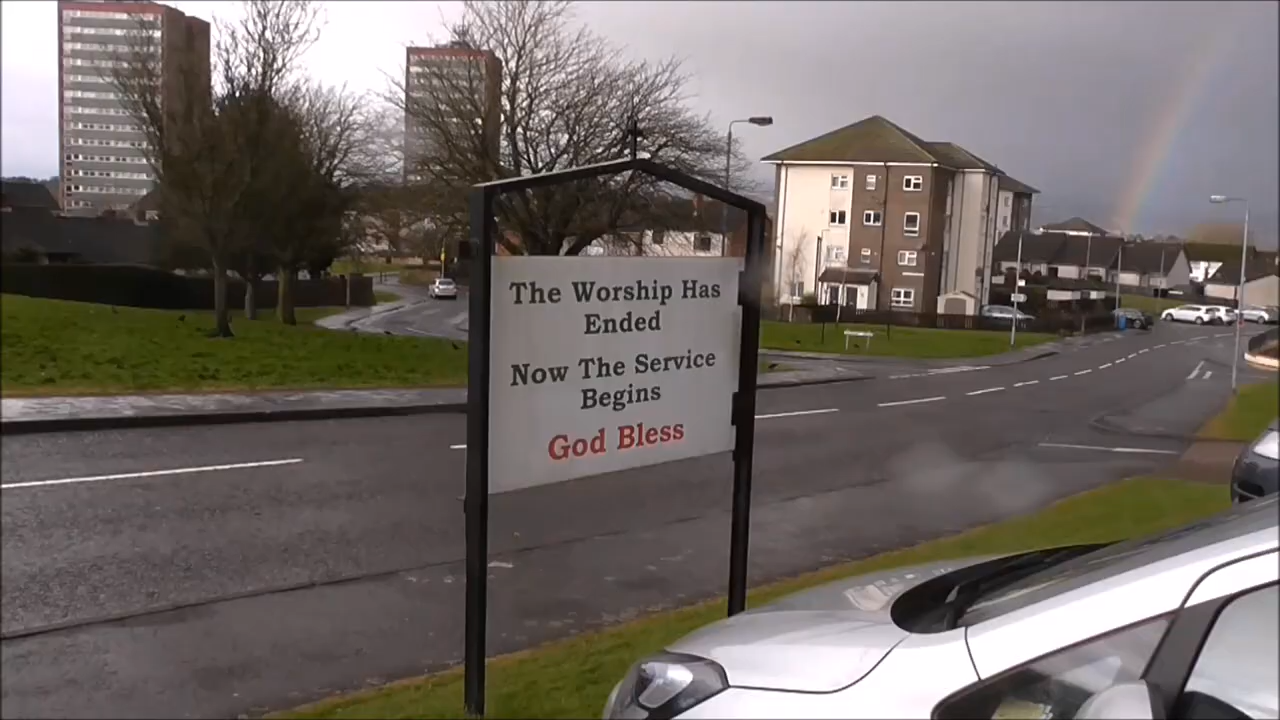 The Worship Has
Ended
Now The Service
Begins
God Bless